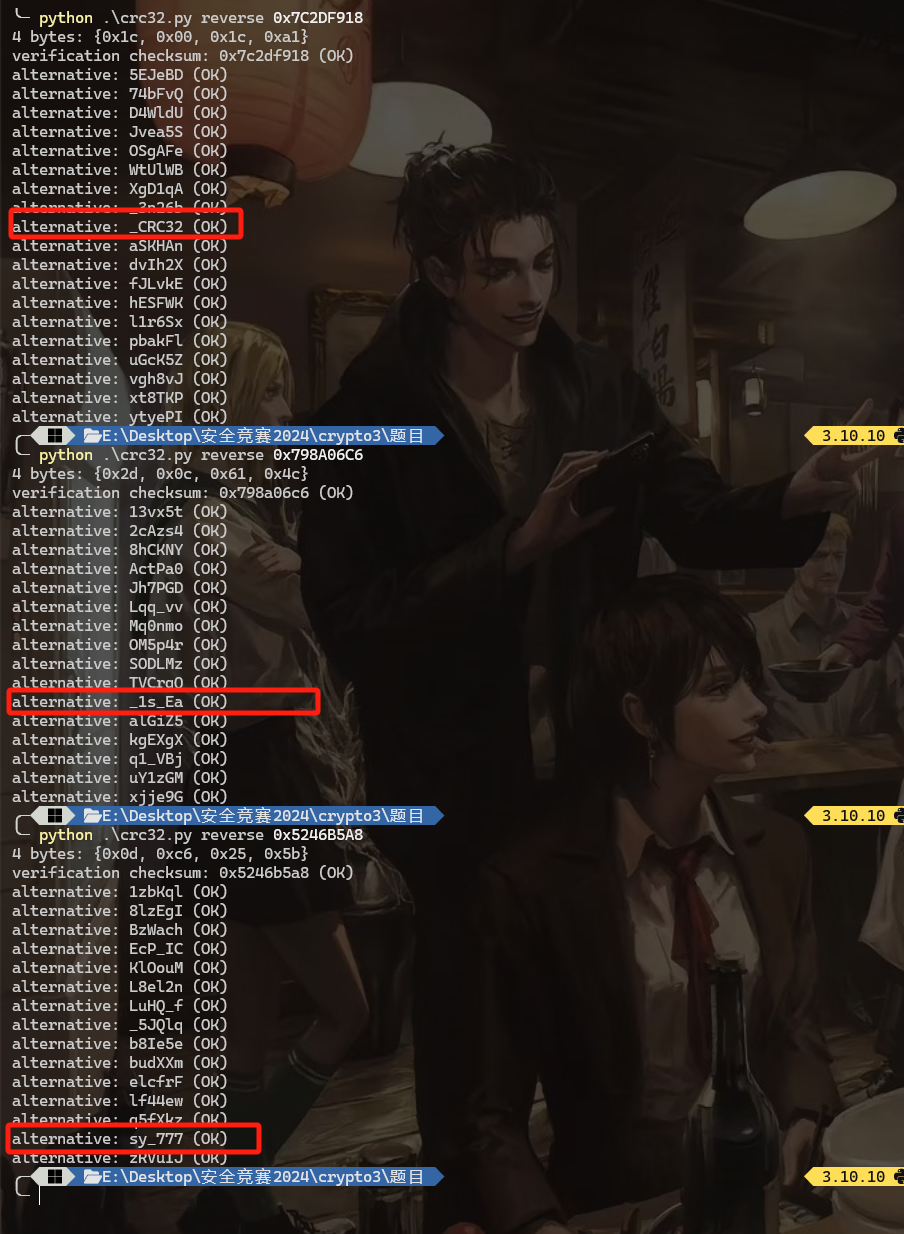 python .\crc32.py reverse 0x7C2DF918
4 bytes: {0x1c, 0x00, 0x1c, 0xa1}
verification checksum: 0x7c2df918 (OK)
alternative: 5EJeBD (OK)
alternative: 74bFvQ (OK)
alternative: D4WldU (OK)
alternative: Jvea5S (OK)
alternative: OSgAFe (OK)
alternative: WtUlWB (OK)
alternative: XgD1qA (OK)
alternative: _3n26b (OK)
alternative: _CRC32 (OK)
alternative: aSKHAn (OK)
alternative: dvIh2X (OK)
alternative: fJLvkE (OK)
alternative: hESFWK (OK)
alternative: l1r6Sx (OK)
alternative: pbakFl (OK)
alternative: uGcK5Z (OK)
alternative: vgh8vJ (OK)
alternative: xt8TKP (OK)
alternative: ytyePI (OK)
E:\Desktop\安全竞赛2024\crypto3\题目 3.10.10
python .\crc32.py reverse 0x798A06C6
4 bytes: {0x2d, 0x0c, 0x61, 0x4c}
verification checksum: 0x798a06c6 (OK)
alternative: 13vx5t (OK)
alternative: 2cAzs4 (OK)
alternative: 8hCKNY (OK)
alternative: ActPa0 (OK)
alternative: Jh7PGD (OK)
alternative: Lqq_vv (OK)
alternative: Mq0nmo (OK)
alternative: OM5p4r (OK)
alternative: SODLMz (OK)
alternative: TVCrgO (OK)
alternative: _1s_Ea (OK)
alternative: alGiZ5 (OK)
alternative: kgEXgX (OK)
alternative: q1_VBj (OK)
alternative: uY1zGM (OK)
alternative: xjje9G (OK)
E:\Desktop\安全竞赛2024\crypto3\题目 3.10.10
python .\crc32.py reverse 0x5246B5A8
4 bytes: {0x0d, 0xc6, 0x25, 0x5b}
verification checksum: 0x5246b5a8 (OK)
alternative: 1zbKql (OK)
alternative: 8lzEgI (OK)
alternative: BzWach (OK)
alternative: EcP_IC (OK)
alternative: KlOouM (OK)
alternative: L8el2n (OK)
alternative: LuHQ_f (OK)
alternative: _5JQlq (OK)
alternative: b8Ie5e (OK)
alternative: budXXm (OK)
alternative: elcfrF (OK)
alternative: lf44ew (OK)
alternative: q5fXkz (OK)
alternative: sy_777 (OK)
alternative: zRVuIJ (OK)
E:\Desktop\安全竞赛2024\crypto3\题目 3.10.10